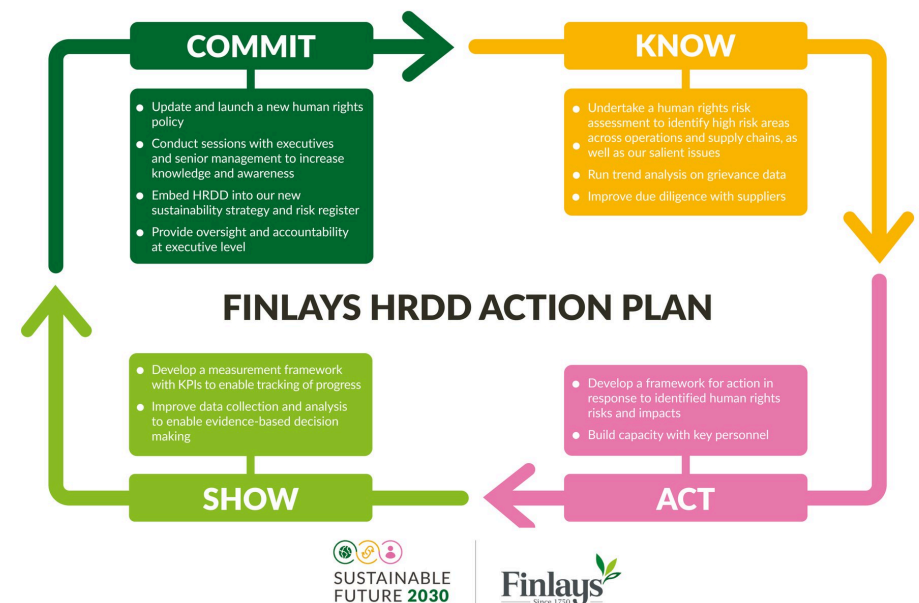 COMMIT
• Update and launch a new human rights
policy
• Conduct sessions with executives
and senior management to increase
knowledge and awareness
• Embed HRDD into our new
sustainability strategy and risk register
• Provide oversight and accountability
at executive level
KNOW
• Undertake a human rights risk
assessment to identify high risk areas
• across operations and supply chains, as
well as our salient issues
• Run trend analysis on grievance data
• Improve due diligence with suppliers
FINLAYS HRDD ACTION PLAN
• Develop a measurement framework
with KPIs to enable tracking of progress
• Improve data collection and analysis
to enable evidence-based decision
making
SHOW
• Develop a framework for action in
response to identified human rights
risks and impacts
• Build capacity with key personnel
ACT
SUSTAINABLE
FUTURE 2030
Finlays
Since 1750